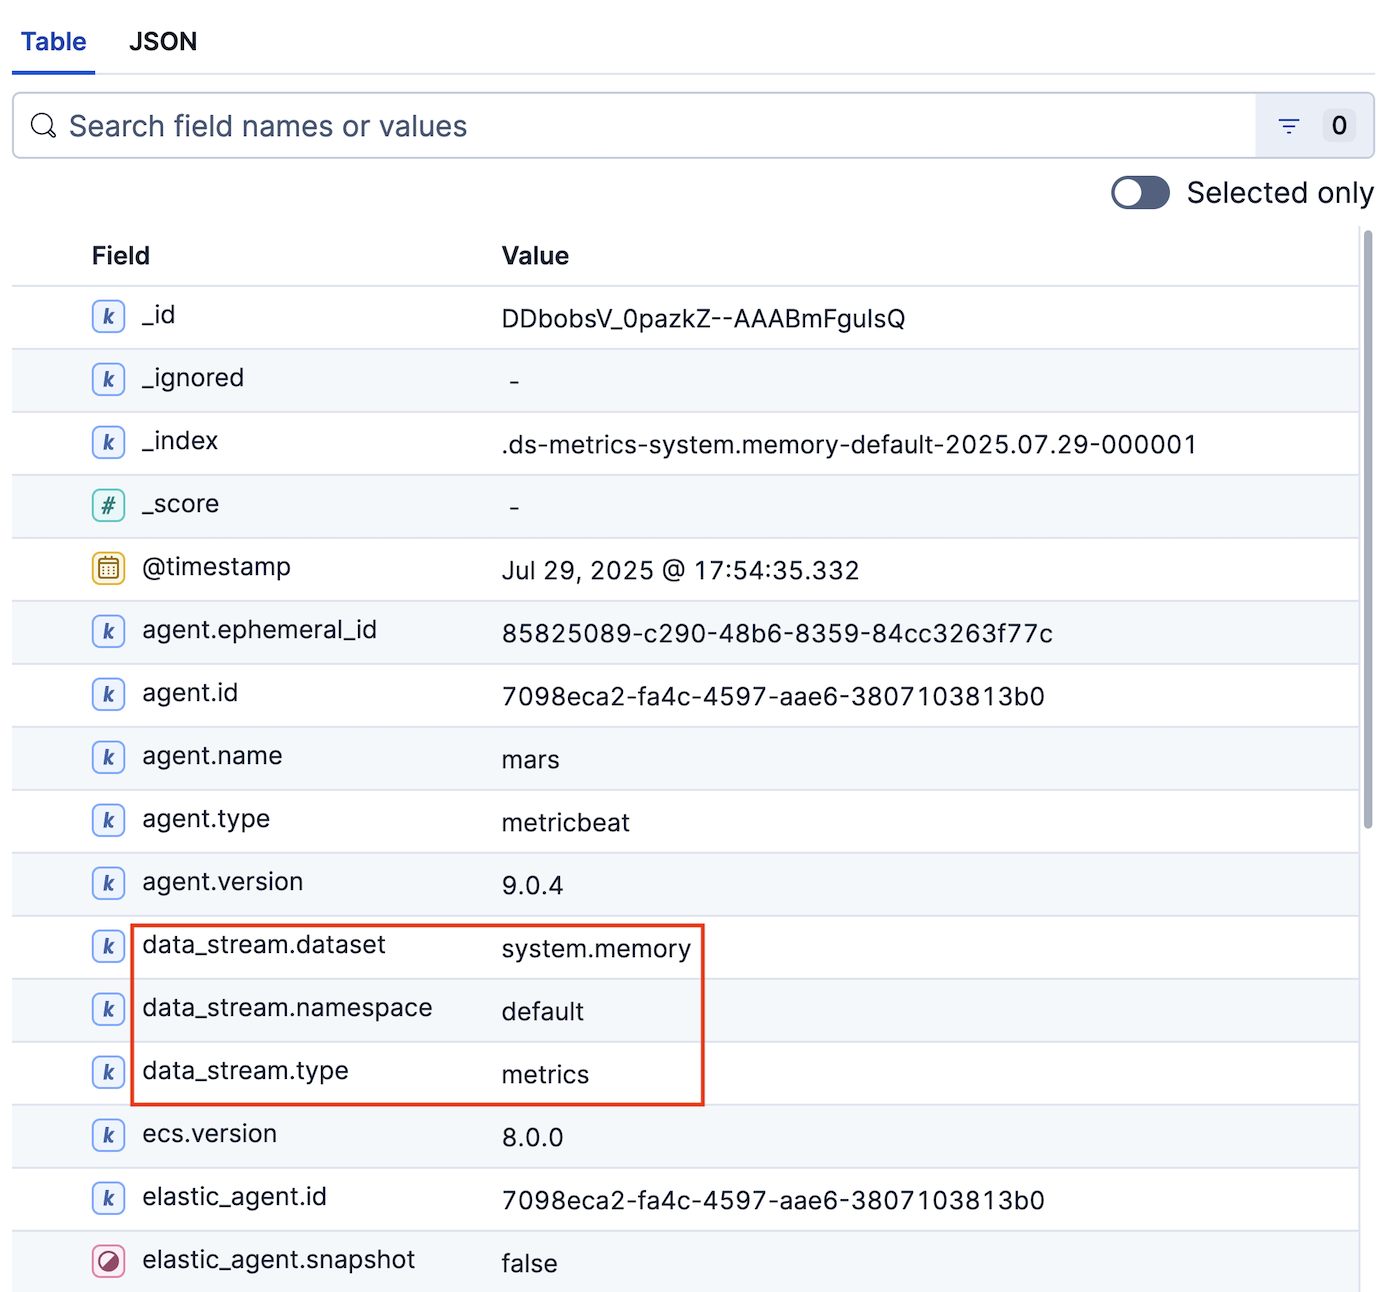 Table JSON
Search field names or values 0
Selected only
Field Value
k _id DDbobsV_0pazkZ--AAABmFgulsQ
k _ignored -
k _index .ds-metrics-system.memory-default-2025.07.29-000001
# _score -
@timestamp Jul 29, 2025 @ 17:54:35.332
k agent.ephemeral_id 85825089-c290-48b6-8359-84cc3263f77c
k agent.id 7098eca2-fa4c-4597-aae6-3807103813b0
k agent.name mars
k agent.type metricbeat
k agent.version 9.0.4
k data_stream.dataset system.memory
k data_stream.namespace default
k data_stream.type metrics
k ecs.version 8.0.0
k elastic_agent.id 7098eca2-fa4c-4597-aae6-3807103813b0
elastic_agent.snapshot false